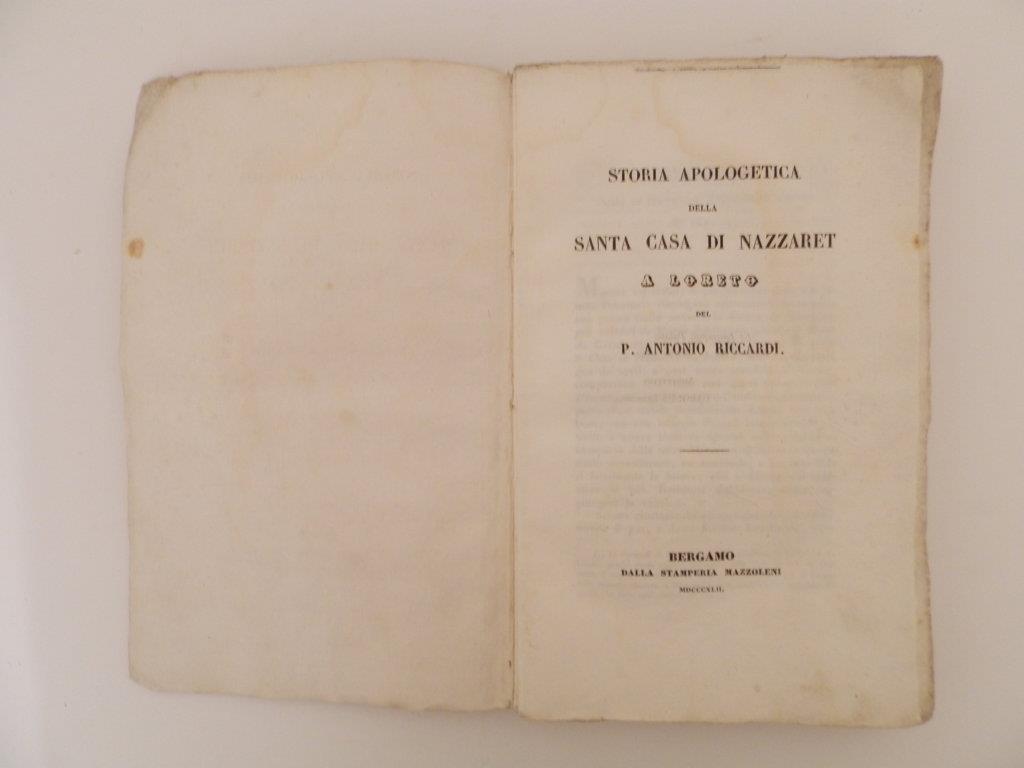 STORIA APOLOGETICA
DELLA
SANTA CASA DI NAZZARET
A LORETO
DEL
P. ANTONIO RICCARDI.
BERGAMO
DALLA STAMPERIA MAZZOLENI
MDCCCXLII.